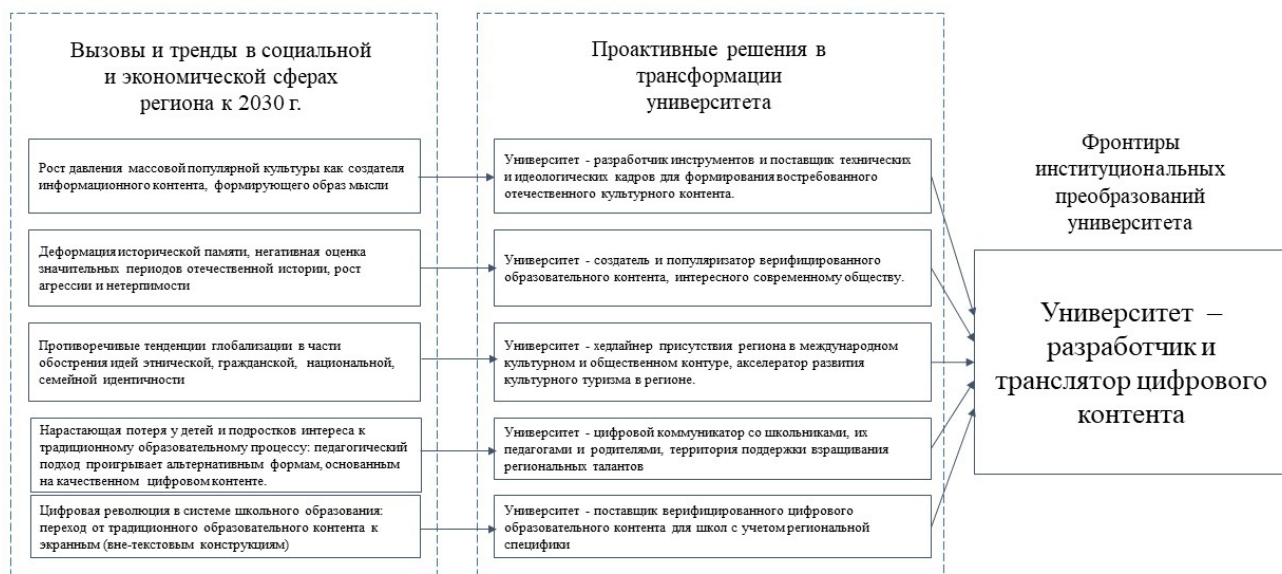 Вызовы и тренды в социальной
и экономической сферах
региона к 2030 г.
Рост давления массовой популярной культуры как создателя
информационного контента, формирующего образ мысли
Деформация исторической памяти, негативная оценка
значительных периодов отечественной истории, рост
агрессии и нетерпимости
Противоречивые тенденции глобализации в части
обострения идей этнической, гражданской, национальной,
семейной идентичности
Нарастающая потеря у детей и подростков интереса к
традиционному образовательному процессу: педагогический
подход проигрывает альтернативным формам, основанным
на качественном цифровом контенте.
Цифровая революция в системе школьного образования:
переход от традиционного образовательного контента к
экранным (вне-текстовым конструкциям)
Проактивные решения в
трансформации
университета
Университет - разработчик инструментов и поставщик технических
и идеологических кадров для формирования востребованного
отечественного культурного контента.
Университет - создатель и популяризатор верифицированного
образовательного контента, интересного современному обществу.
Университет - хедлайнер присутствия региона в международном
культурном и общественном контуре, акселератор развития
культурного туризма в регионе.
Университет - цифровой коммуникатор со школьниками, их
педагогами и родителями, территория поддержки взращивания
региональных талантов
Университет - поставщик верифицированного цифрового
образовательного контента для школ с учетом региональной
специфики
Фронтиры
институциональных
преобразований
университета
Университет –
разработчик и
транслятор цифрового
контента